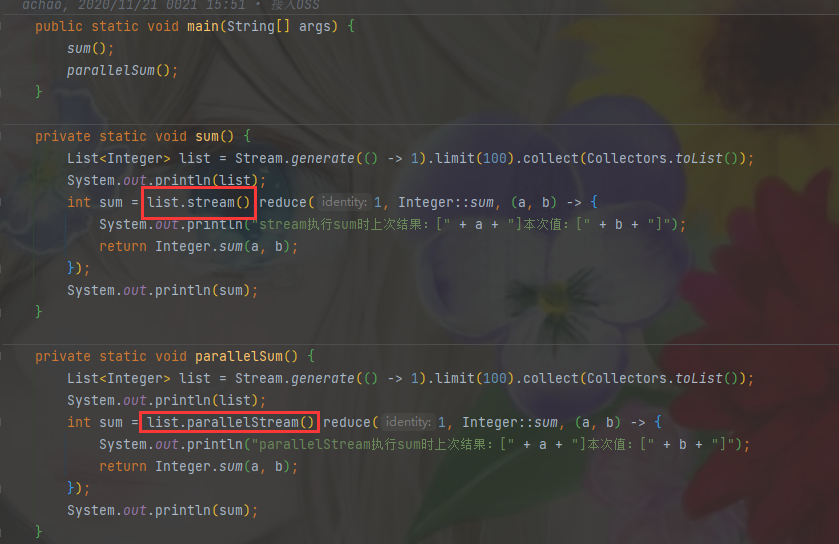 achao, 2020/11/21 0021 15:51 • 接入OSS
public static void main(String[] args) {
sum();
parallelSum();
}
private static void sum() {
List<Integer> list = Stream.generate(() -> 1).limit(100).collect(Collectors.toList());
System.out.println(list);
int sum = list.stream().reduce( identity: 1, Integer::sum, (a, b) -> {
System.out.println("stream执行sum时上次结果：[" + a + "]本次值：[" + b + "]");
return Integer.sum(a, b);
});
System.out.println(sum);
}
private static void parallelSum() {
List<Integer> list = Stream.generate(() -> 1).limit(100).collect(Collectors.toList());
System.out.println(list);
int sum = list.parallelStream().reduce( identity: 1, Integer::sum, (a, b) -> {
System.out.println("parallelStream执行sum时上次结果：[" + a + "]本次值：[" + b + "]");
return Integer.sum(a, b);
});
System.out.println(sum);
}